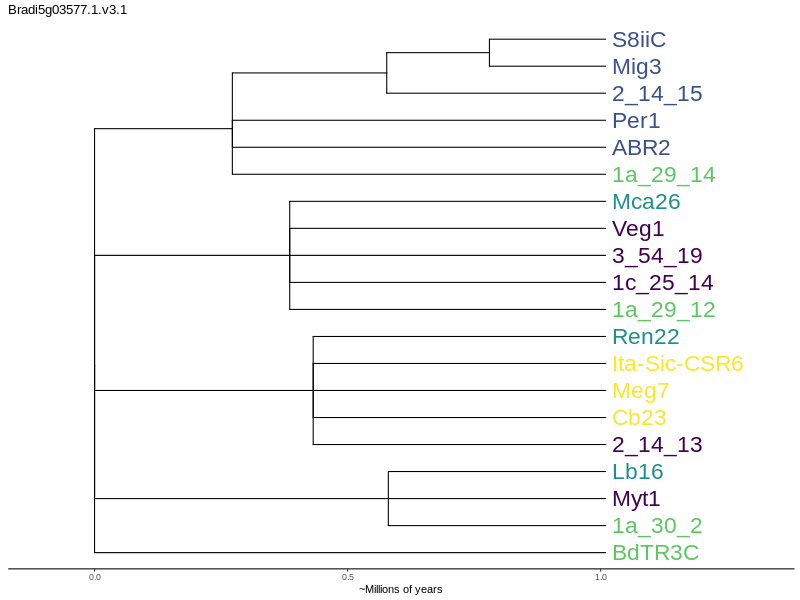 Bradi5g03577.1.v3.1
S8iiC
Mig3
2_14_15
Per1
ABR2
1a_29_14
Mca26
Veg1
3_54_19
1c_25_14
1a_29_12
Ren22
Ita-Sic-CSR6
Meg7
Cb23
2_14_13
Lb16
Myt1
1a_30_2
BdTR3C
0.0 0.5 1.0
~Millions of years